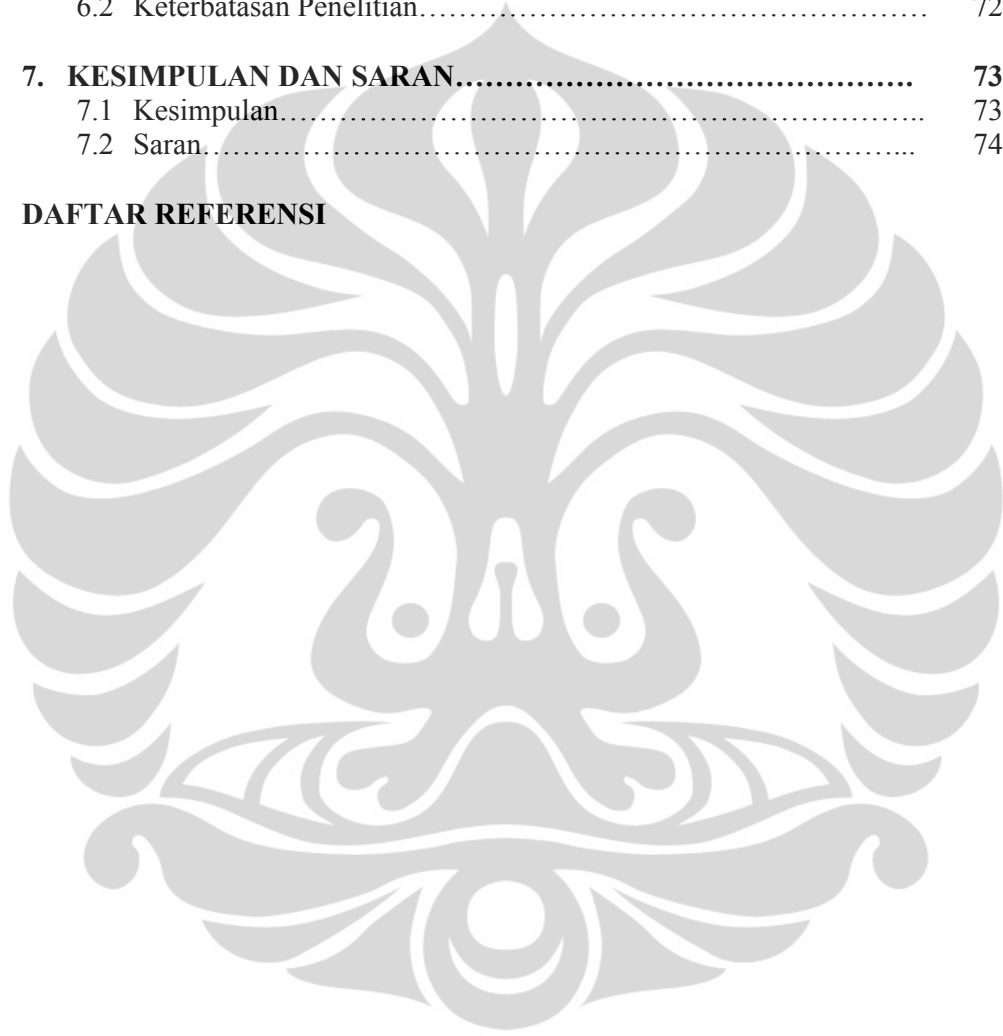 6.2 Keterbatasan Penelitian……………………………………………… 72
7. KESIMPULAN DAN SARAN………………………………………. 73
7.1 Kesimpulan……………………………………………………….. 73
7.2 Saran……………………………………………………………... 74
DAFTAR REFERENSI